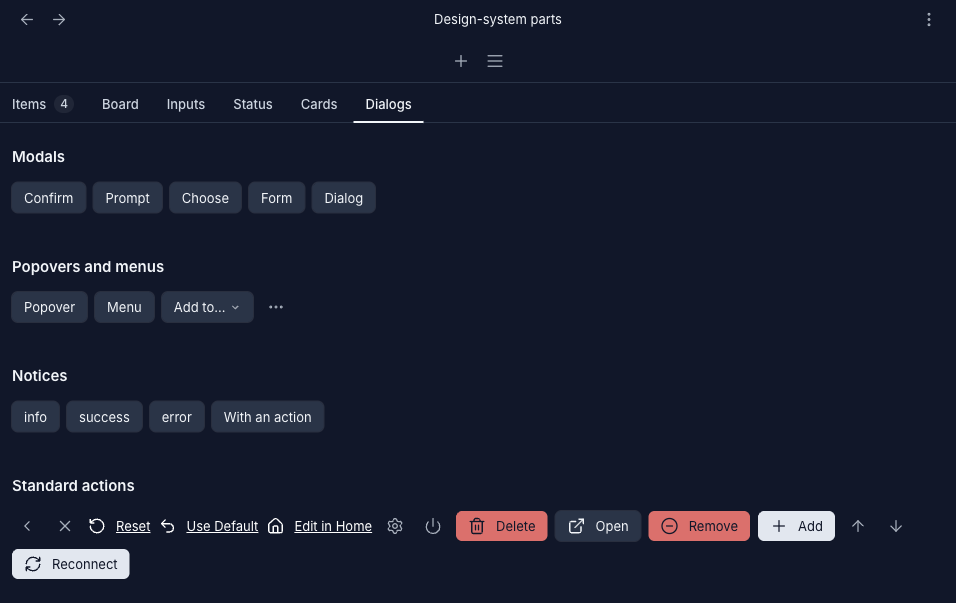 Design-system parts
Items 4 Board Inputs Status Cards Dialogs
Modals
Confirm Prompt Choose Form Dialog
Popovers and menus
Popover Menu Add to...
Notices
info success error With an action
Standard actions
Reset Use Default Edit in Home Delete Open Remove Add
Reconnect